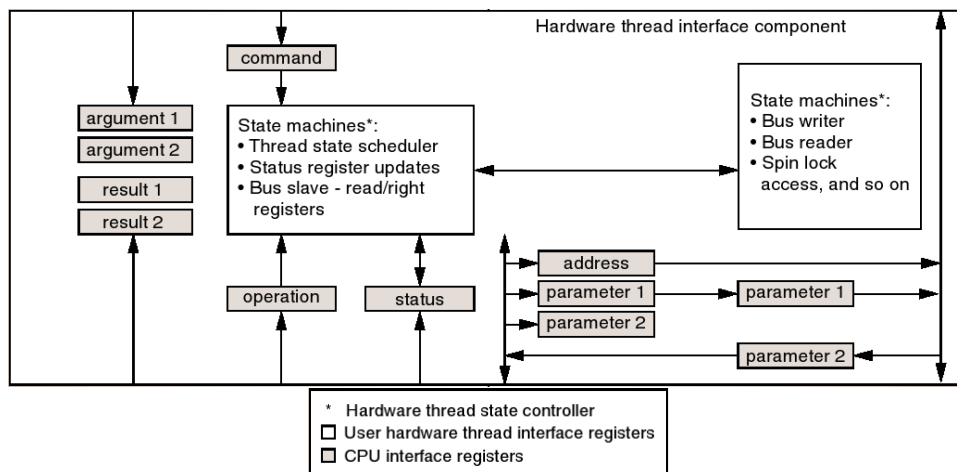 Hardware thread interface component
command
argument 1
argument 2
result 1
result 2
State machines*:
• Thread state scheduler
• Status register updates
• Bus slave - read/right
registers
State machines*:
• Bus writer
• Bus reader
• Spin lock
access, and so on
operation
status
address
parameter 1
parameter 1
parameter 2
parameter 2
* Hardware thread state controller
User hardware thread interface registers
CPU interface registers